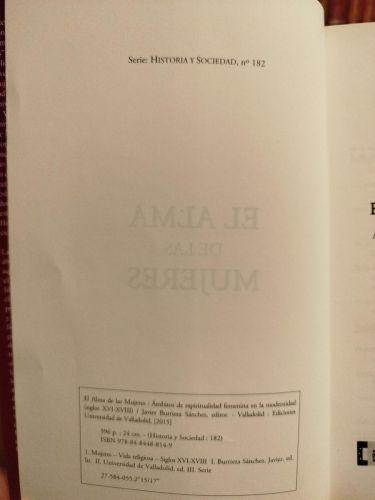 Serie: HISTORIA Y SOCIEDAD, nº 182
EL ALMA
DE LAS
MUJERES
El Alma de las Mujeres : Ámbitos de espiritualidad femenina en la modernidad
(siglos XVI-XVIII) / Javier Burrieza Sánchez, editor. - Valladolid : Ediciones
Universidad de Valladolid, [2015]
396 p. ; 24 cm. - (Historia y Sociedad ; 182)
ISBN 978-84-8448-814-9
1. Mujeres – Vida religiosa – Siglos XVI-XVIII I. Burrieza Sánchez, Javier, ed.
lit. II. Universidad de Valladolid, ed. III. Serie
27-584-055.2"15/17"